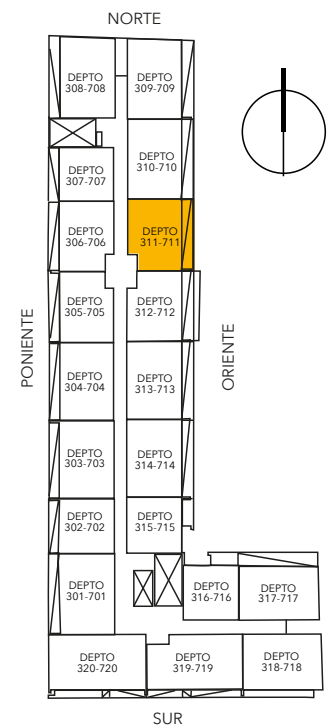 NORTE
DEPTO
308-708
DEPTO
309-709
DEPTO
310-710
DEPTO
307-707
DEPTO
306-706
DEPTO
311-711
DEPTO
305-705
DEPTO
312-712
PONIENTE
ORIENTE
DEPTO
304-704
DEPTO
313-713
DEPTO
303-703
DEPTO
314-714
DEPTO
302-702
DEPTO
315-715
DEPTO
301-701
DEPTO
316-716
DEPTO
317-717
DEPTO
320-720
DEPTO
319-719
DEPTO
318-718
SUR